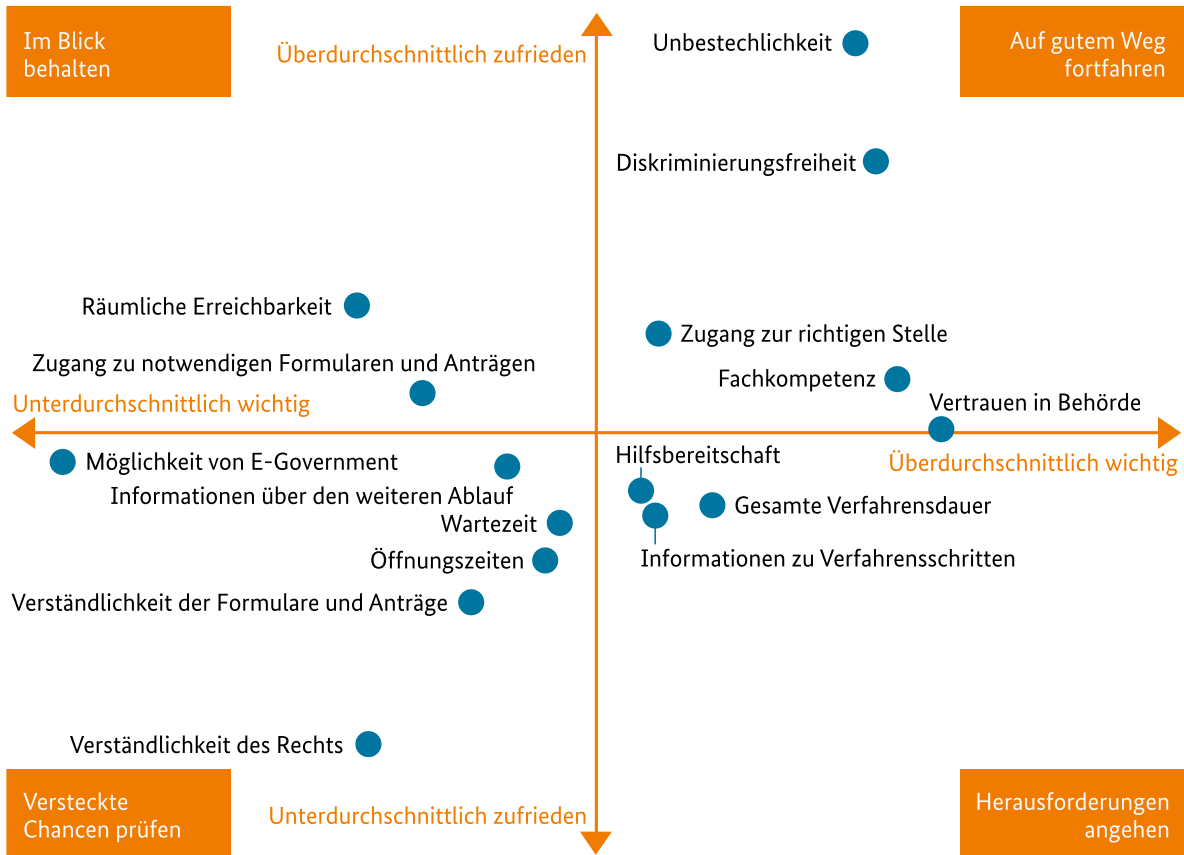 Im Blick
behalten
Überdurchschnittlich zufrieden
Unbestechlichkeit
Auf gutem Weg
fortfahren
Diskriminierungsfreiheit
Räumliche Erreichbarkeit
Zugang zur richtigen Stelle
Zugang zu notwendigen Formularen und Anträgen
Fachkompetenz
Unterdurchschnittlich wichtig
Vertrauen in Behörde
Hilfsbereitschaft
Überdurchschnittlich wichtig
Möglichkeit von E-Government
Informationen über den weiteren Ablauf
Gesamte Verfahrensdauer
Wartezeit
Öffnungszeiten
Informationen zu Verfahrensschritten
Verständlichkeit der Formulare und Anträge
Verständlichkeit des Rechts
Versteckte
Chancen prüfen
Unterdurchschnittlich zufrieden
Herausforderungen
angehen